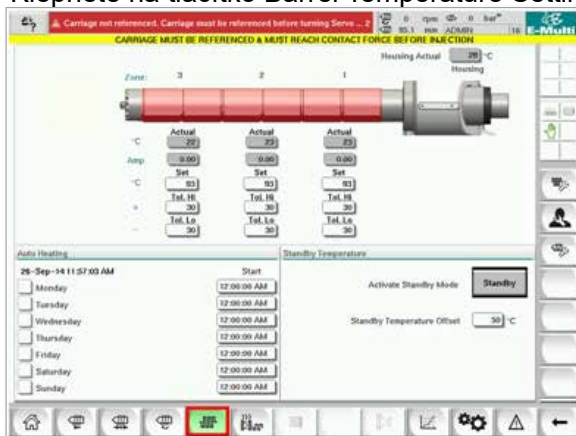 Klepněte na tlačítko Barrel Temperature Settin
Carriage not referenced. Carriage must be referenced before turning Servo ... 2
0 rpm 0 bar"
95.1 mm ADMIN 16 E-Multi
CARRIAGE MUST BE REFERENCED & MUST REACH CONTACT FORCE BEFORE INJECTION
Housing Actual 28 °C
Zone: 3 2 1 Housing
Actual Actual Actual
°C 22 23 23
Amp 0.00 0.00 0.00
Set Set Set
°C 93 93 93
Tol. Hi Tol. Hi Tol. Hi
+ 30 30 30
Tol. Lo Tol. Lo Tol. Lo
- 30 30 30
Auto Heating Standby Temperature
26-Sep-14 11:57:03 AM Start
Monday 12:00:00 AM
Activate Standby Mode Standby
Tuesday 12:00:00 AM
Wednesday 12:00:00 AM
Standby Temperature Offset 50 °C
Thursday 12:00:00 AM
Friday 12:00:00 AM
Saturday 12:00:00 AM
Sunday 12:00:00 AM